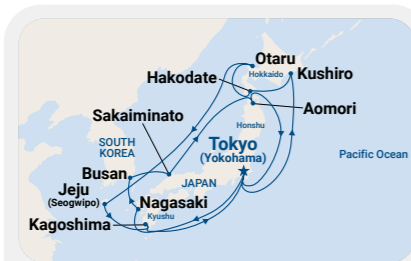 Otaru
Hokkaido
Hakodate
Kushiro
Aomori
Sakaiminato
Honshu
SOUTH
KOREA
Tokyo
(Yokohama)
Pacific Ocean
Busan
JAPAN
Jeju
(Seogwipo)
Nagasaki
Kyushu
Kagoshima